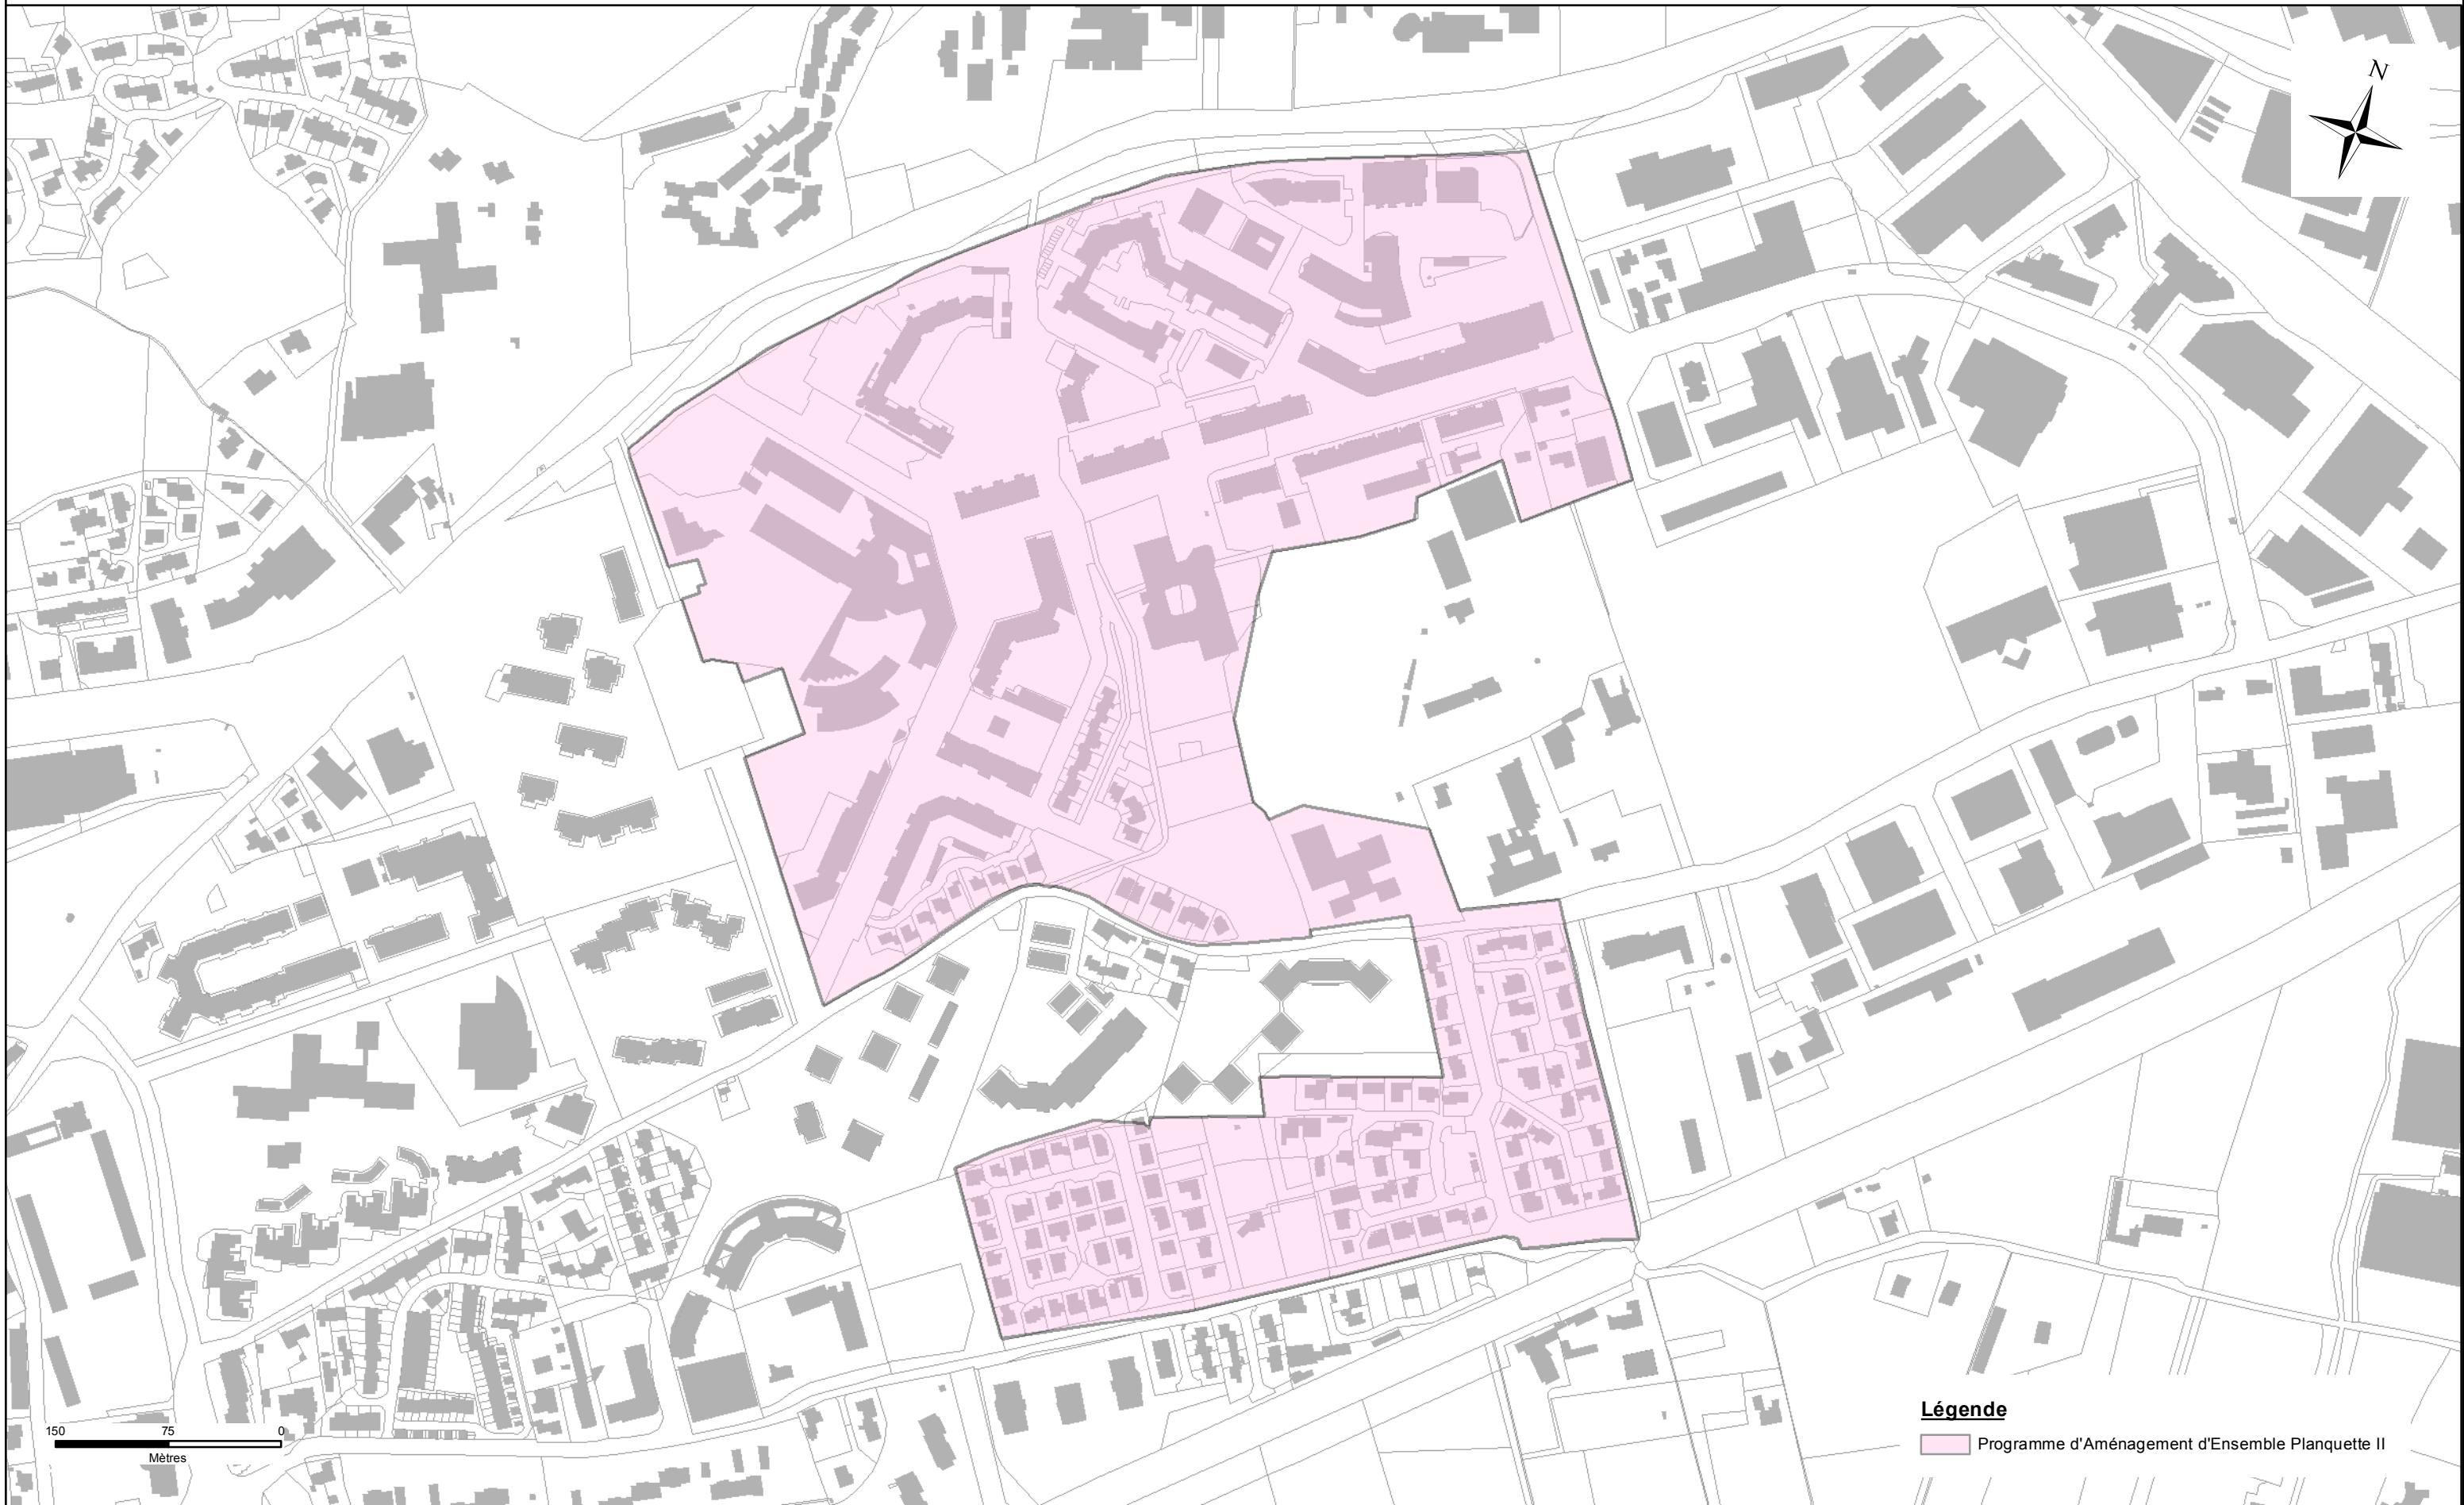 N
150 75 0
Mètres
Légende
Programme d'Aménagement d'Ensemble Planquette II